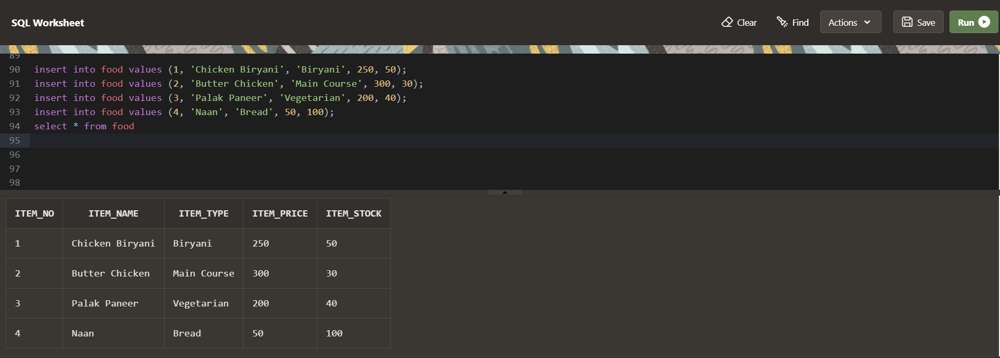 SQL Worksheet
Clear Find Actions Save Run
89
90 insert into food values (1, 'Chicken Biryani', 'Biryani', 250, 50);
91 insert into food values (2, 'Butter Chicken', 'Main Course', 300, 30);
92 insert into food values (3, 'Palak Paneer', 'Vegetarian', 200, 40);
93 insert into food values (4, 'Naan', 'Bread', 50, 100);
94 select * from food
95
96
97
98
ITEM_NO ITEM_NAME ITEM_TYPE ITEM_PRICE ITEM_STOCK
1 Chicken Biryani Biryani 250 50
2 Butter Chicken Main Course 300 30
3 Palak Paneer Vegetarian 200 40
4 Naan Bread 50 100